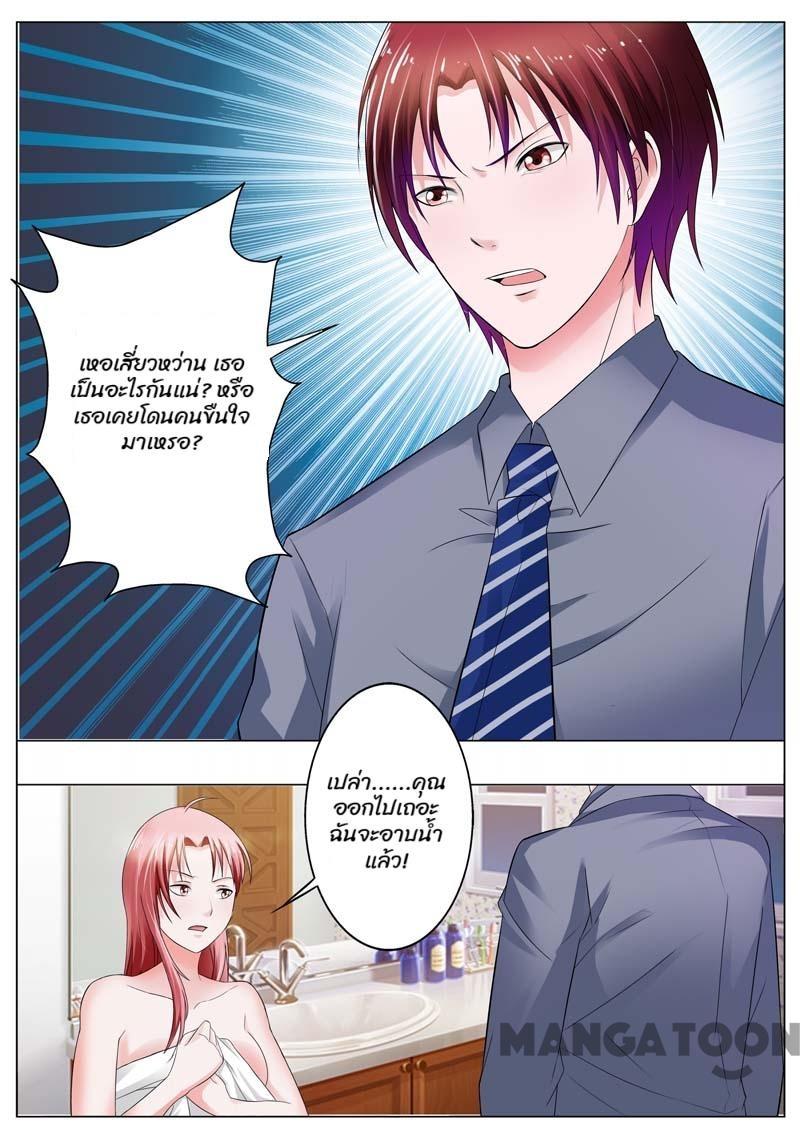 เหอเสี่ยวหว่าน เธอ
เป็นอะไรกันแน่? หรือ
เธอเคยโดนคนขืนใจ
มาเหรอ?
เปล่า......คุณ
ออกไปเถอะ
ฉันจะอาบน้ำ
แล้ว!
MANGATOON